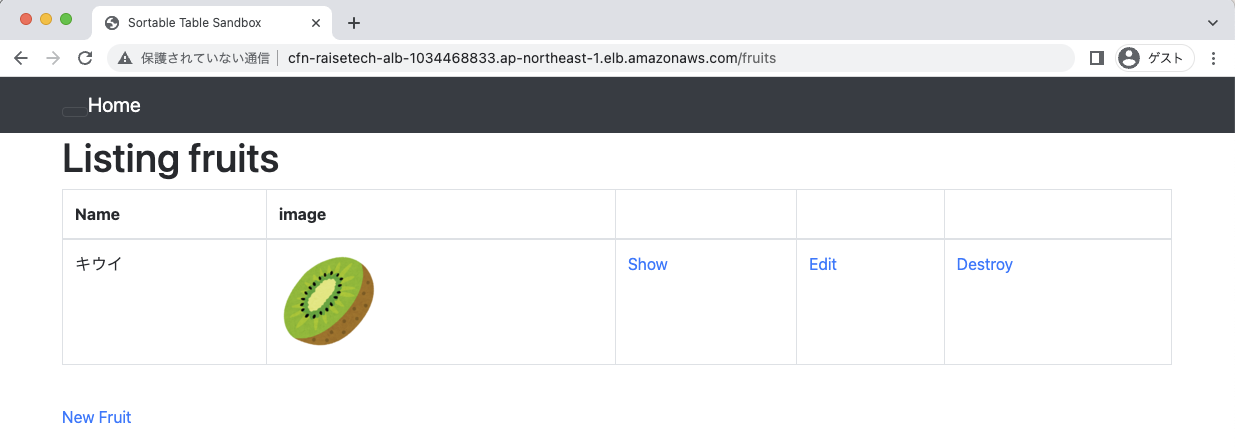 Sortable Table Sandbox
保護されていない通信 cfn-raisetech-alb-1034468833.ap-northeast-1.elb.amazonaws.com/fruits ゲスト
Home
Listing fruits
Name image
キウイ Show Edit Destroy
New Fruit